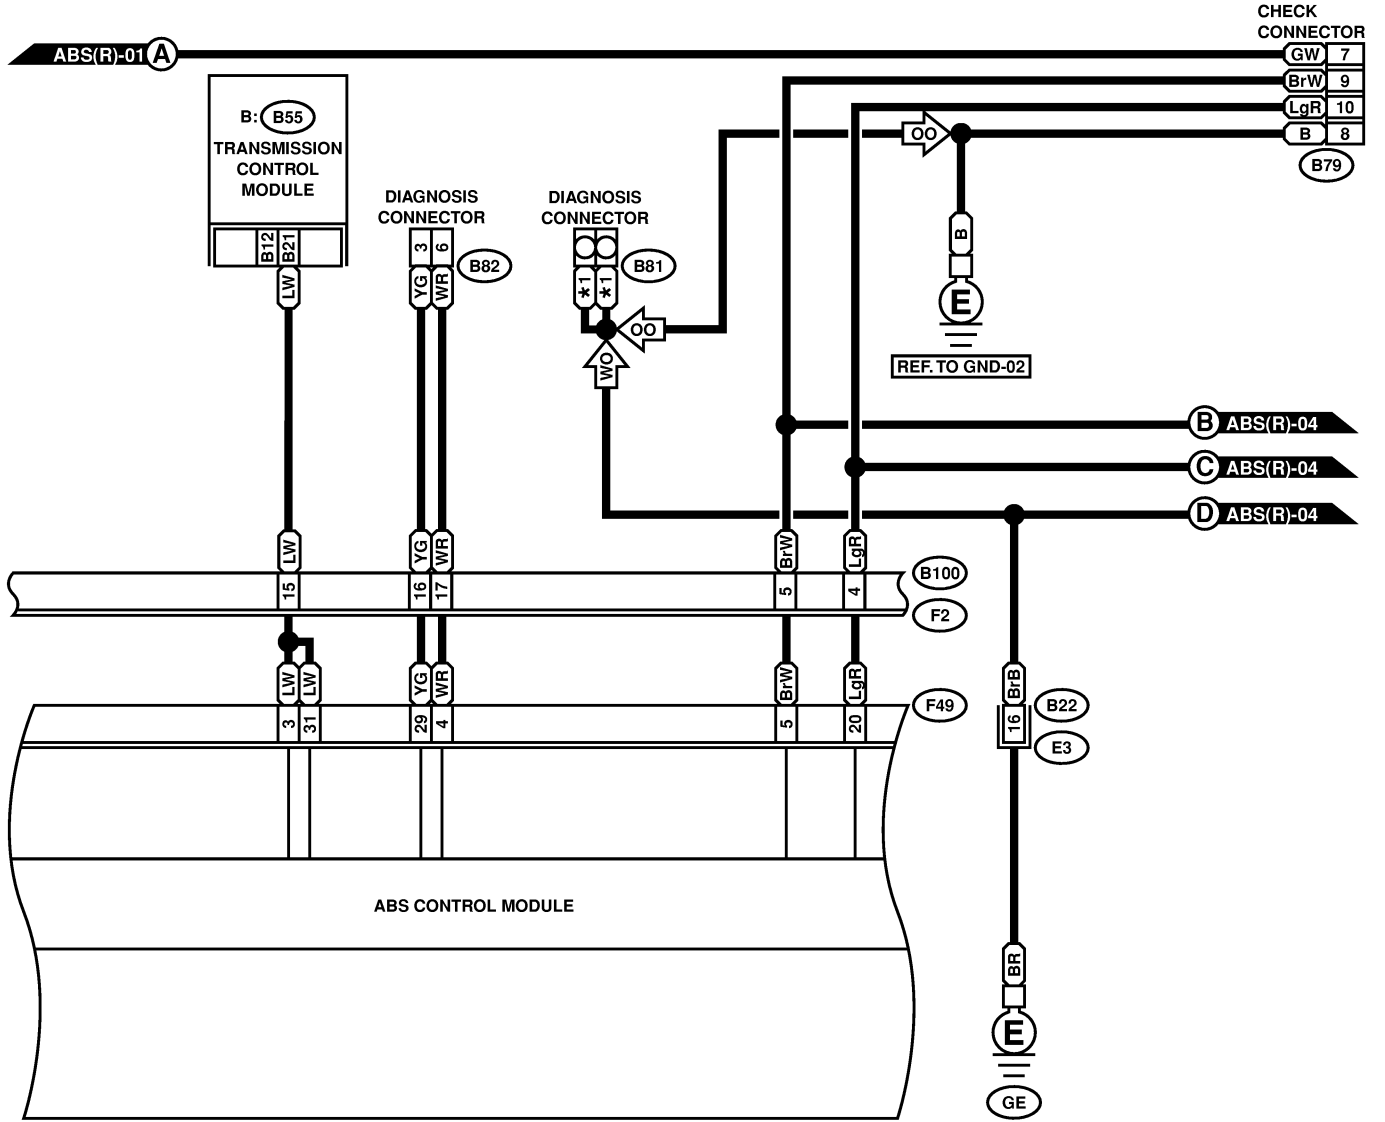 CHECK
CONNECTOR
ABS(R)-01 A
GW 7
BrW 9
LgR 10
B 8
B79
OO
B: B55
TRANSMISSION
CONTROL
MODULE
B12 B21
LW
DIAGNOSIS
CONNECTOR
3 6
B82
YG WR
DIAGNOSIS
CONNECTOR
B81
*1 *1
OO
WO
B
E
REF. TO GND-02
B ABS(R)-04
C ABS(R)-04
D ABS(R)-04
LW YG WR BrW LgR
15 16 17 5 4
B100
F2
LW LW YG WR BrW LgR
3 31 29 4 5 20
F49
BrB
16
B22
E3
ABS CONTROL MODULE
BR
E
GE